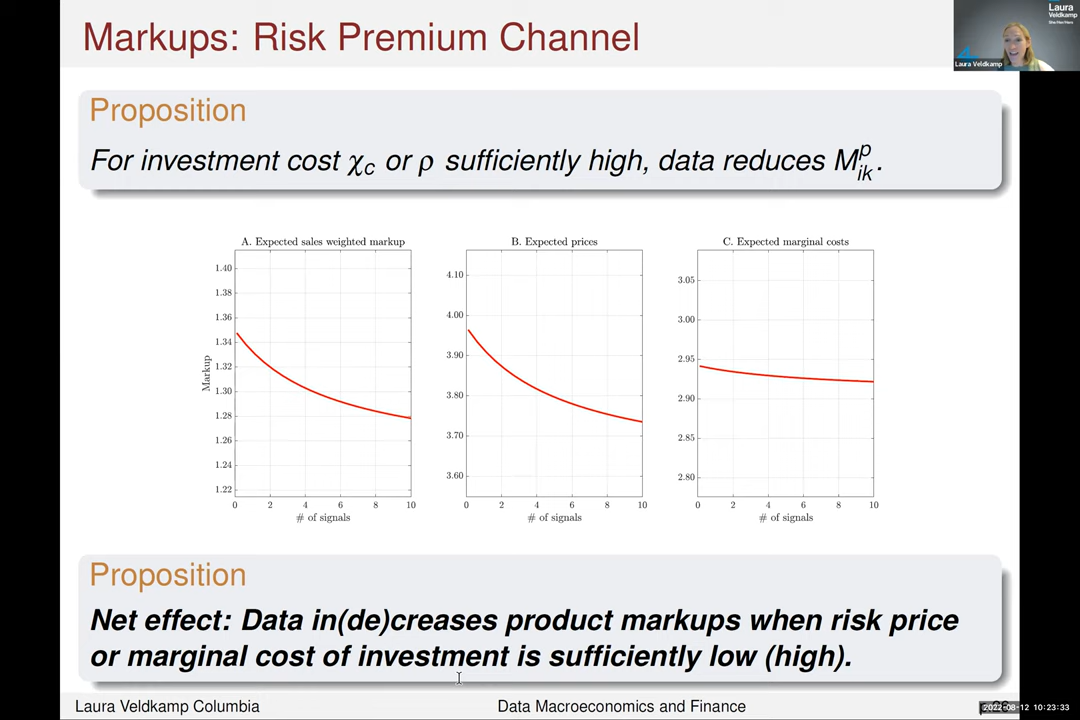 Markups: Risk Premium Channel
Laura
Veldkamp
Laura Veldkamp
Proposition
For investment cost χc or ρ sufficiently high, data reduces M^p_ik.
A. Expected sales weighted markup
1.40
1.38
1.36
1.34
1.32
1.30
1.28
1.26
1.24
1.22
Markup
0 2 4 6 8 10
# of signals
B. Expected prices
4.10
4.00
3.90
3.80
3.70
3.60
0 2 4 6 8 10
# of signals
C. Expected marginal costs
3.05
3.00
2.95
2.90
2.85
2.80
0 2 4 6 8 10
# of signals
Proposition
Net effect: Data in(de)creases product markups when risk price
or marginal cost of investment is sufficiently low (high).
Laura Veldkamp Columbia
Data Macroeconomics and Finance
2022-08-12 10:23:33